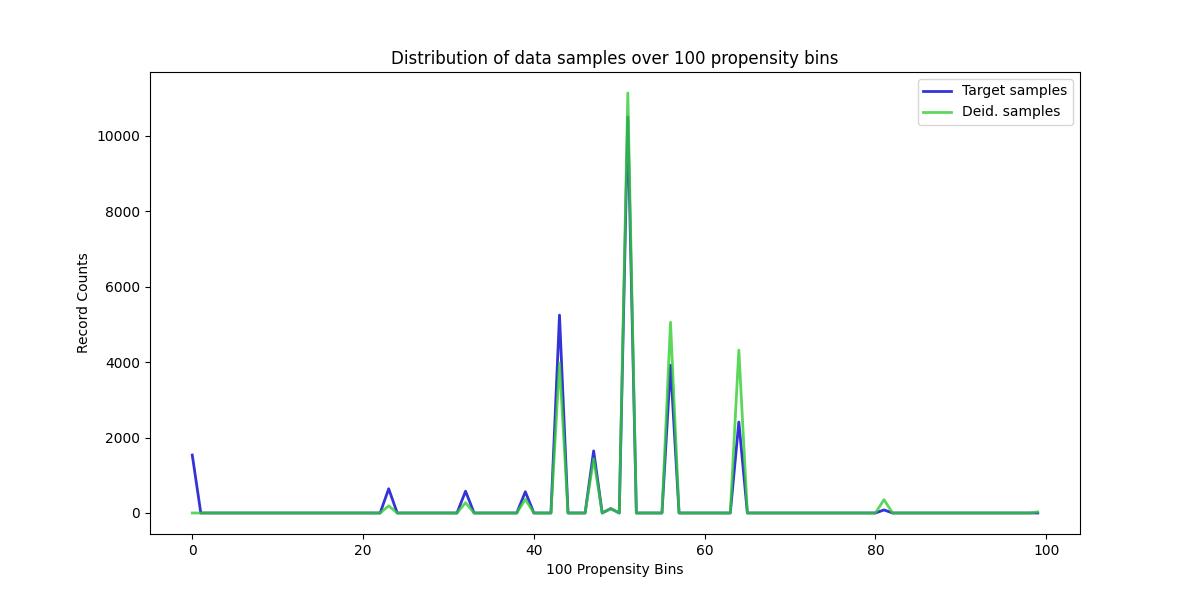 Distribution of data samples over 100 propensity bins
Target samples
Deid. samples
10000
8000
6000
4000
2000
0
Record Counts
0 20 40 60 80 100
100 Propensity Bins